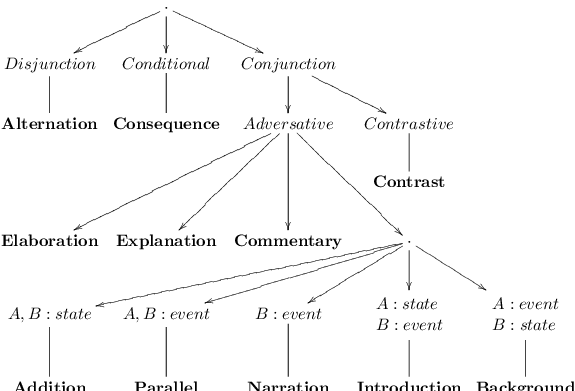 Disjunction Conditional Conjunction
Alternation Consequence Adversative Contrastive
Contrast
Elaboration Explanation Commentary
A, B : state A, B : event B : event A : state A : event
B : event B : state
Addition Parallel Narration Introduction Background